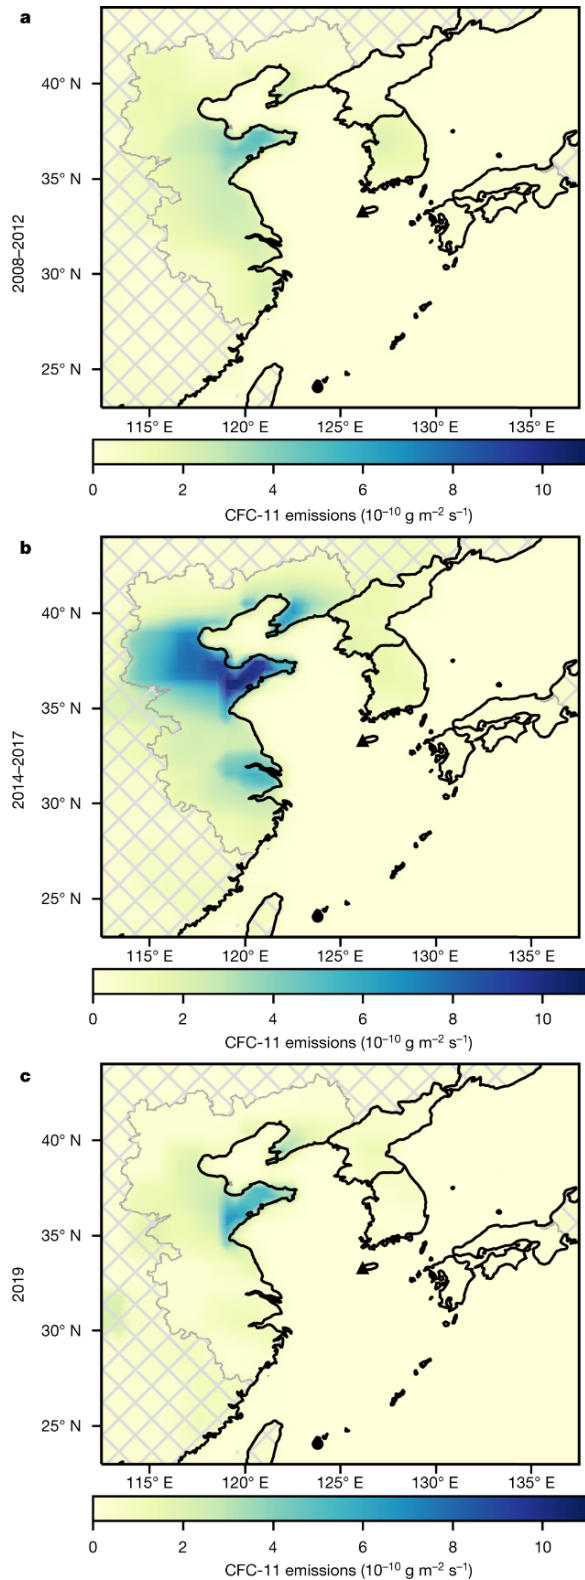 a
40° N
35° N
30° N
25° N
2008–2012
115° E 120° E 125° E 130° E 135° E
0 2 4 6 8 10
CFC-11 emissions (10⁻¹⁰ g m⁻² s⁻¹)
b
40° N
35° N
30° N
25° N
2014–2017
115° E 120° E 125° E 130° E 135° E
0 2 4 6 8 10
CFC-11 emissions (10⁻¹⁰ g m⁻² s⁻¹)
c
40° N
35° N
30° N
25° N
2019
115° E 120° E 125° E 130° E 135° E
0 2 4 6 8 10
CFC-11 emissions (10⁻¹⁰ g m⁻² s⁻¹)